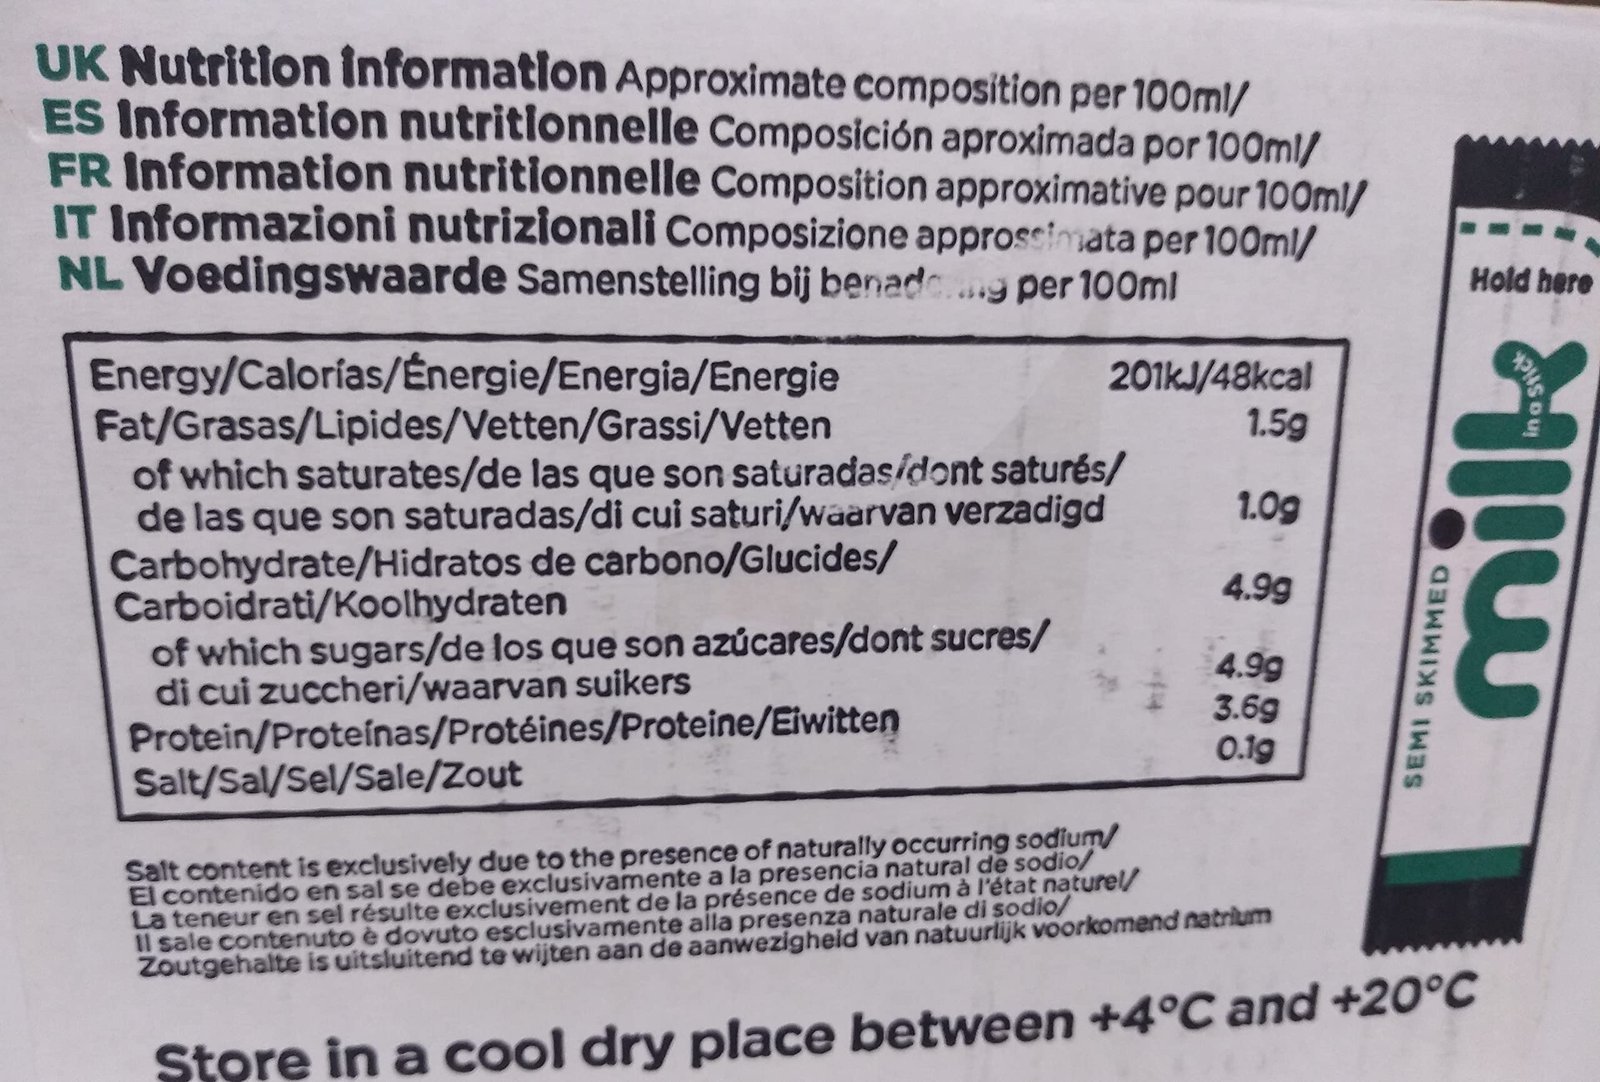 UK Nutrition information Approximate composition per 100ml/
ES Information nutritionnelle Composición aproximada por 100ml/
FR Information nutritionnelle Composition approximative pour 100ml/
IT Informazioni nutrizionali Composizione approssimata per 100ml/
NL Voedingswaarde Samenstelling bij per 100ml
Energy/Calorías/Énergie/Energia/Energie 201kJ/48kcal
Fat/Grasas/Lipides/Vetten/Grassi/Vetten 1.5g
of which saturates/de las que son saturadas/dont saturés/
de las que son saturadas/di cui saturi/waarvan verzadigd 1.0g
Carbohydrate/Hidratos de carbono/Glucides/
Carboidrati/Koolhydraten 4.9g
of which sugars/de los que son azúcares/dont sucres/
di cui zuccheri/waarvan suikers 4.9g
Protein/Proteínas/Protéines/Proteine/Eiwitten 3.6g
Salt/Sal/Sel/Sale/Zout 0.1g
Salt content is exclusively due to the presence of naturally occurring sodium/
El contenido en sal se debe exclusivamente a la presencia natural de sodio/
La teneur en sel résulte exclusivement de la présence de sodium à l'état naturel/
Il sale contenuto è dovuto esclusivamente alla presenza naturale di sodio/
Zoutgehalte is uitsluitend te wijten aan de aanwezigheid van natuurlijk voorkomend natrium
Store in a cool dry place between +4°C and +20°C
Hold here
milk
in a stick
SEMI SKIMMED